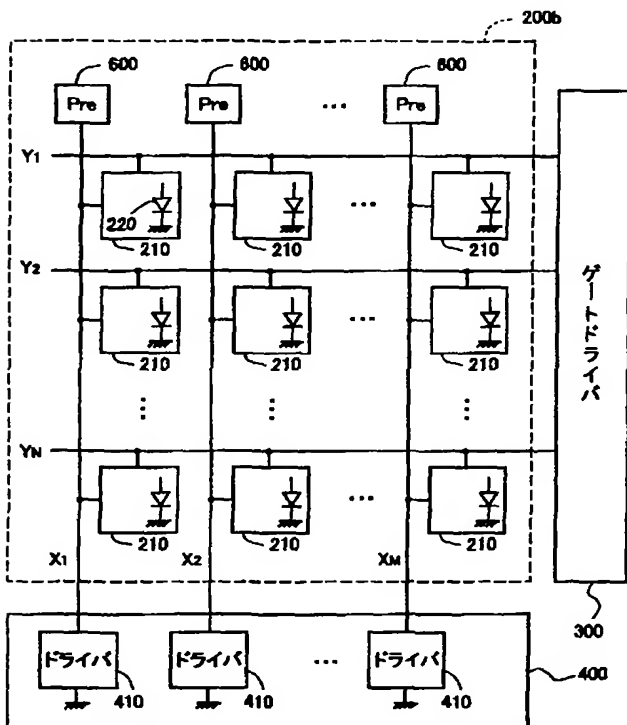 200b
600 600 600
Pre Pre … Pre
Y1
220
210 210 … 210
Y2
210 210 … 210
ゲートドライバ
YN
210 210 … 210
X1 X2 XM
300
ドライバ ドライバ … ドライバ
400
410 410 410